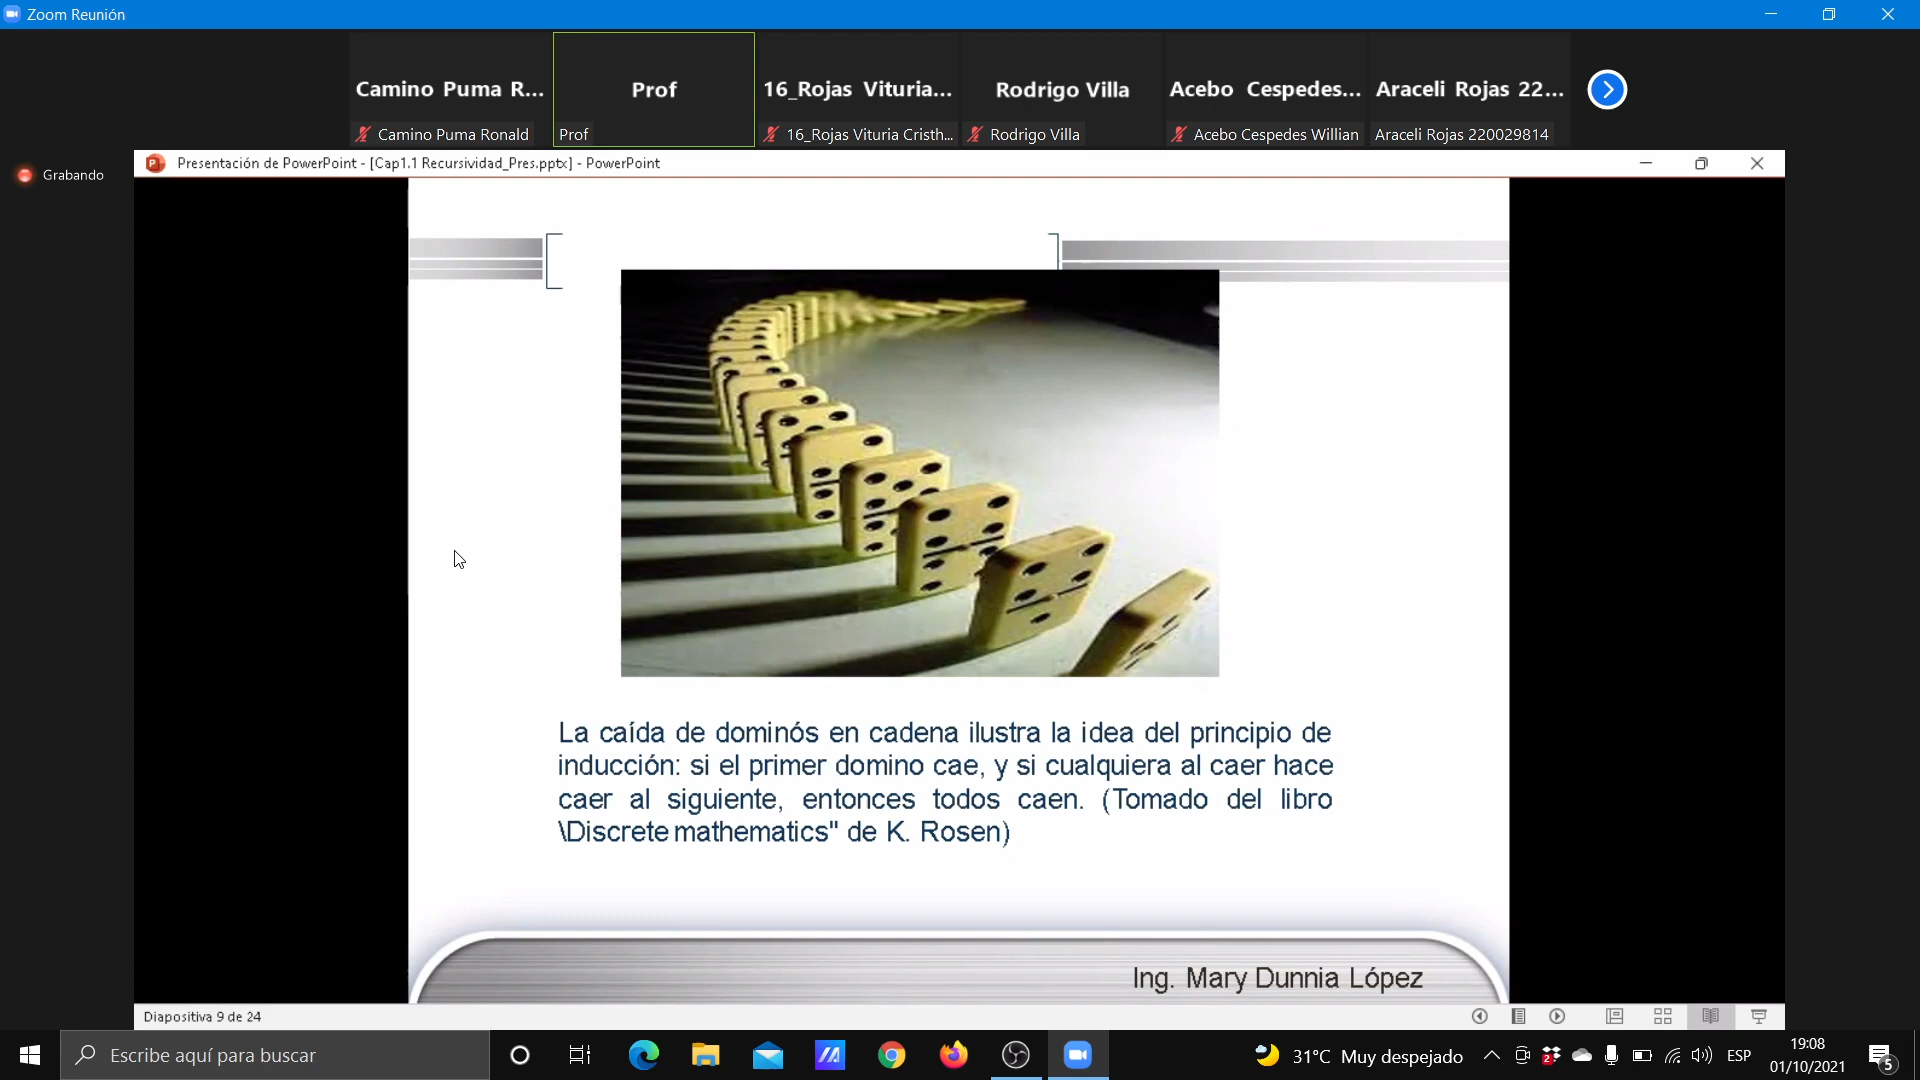 Zoom Reunión
Camino Puma R...
Prof
16_Rojas Vituria...
Rodrigo Villa
Acebo Cespedes...
Araceli Rojas 22...
Camino Puma Ronald
Prof
16_Rojas Vituria Cristh...
Rodrigo Villa
Acebo Cespedes Willian
Araceli Rojas 220029814
Grabando
Presentación de PowerPoint - [Cap1.1 Recursividad_Pres.pptx] - PowerPoint
La caída de dominós en cadena ilustra la idea del principio de
inducción: si el primer domino cae, y si cualquiera al caer hace
caer al siguiente, entonces todos caen. (Tomado del libro
\Discrete mathematics" de K. Rosen)
Ing. Mary Dunnia López
Diapositiva 9 de 24
Escribe aquí para buscar
31°C Muy despejado
2
ESP
19:08
01/10/2021
5